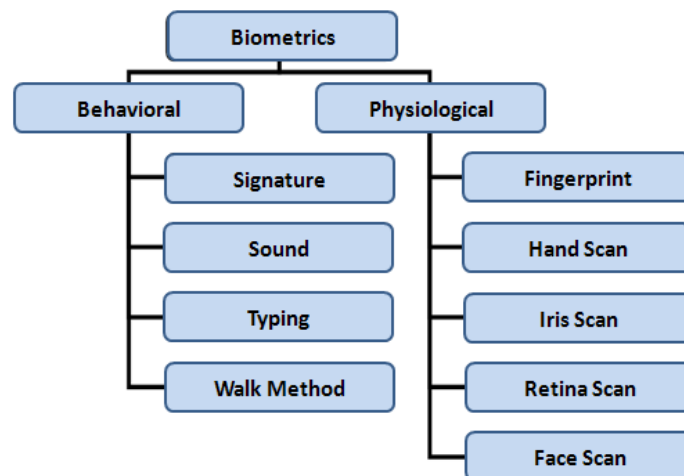 Biometrics
Behavioral
Physiological
Signature
Sound
Typing
Walk Method
Fingerprint
Hand Scan
Iris Scan
Retina Scan
Face Scan